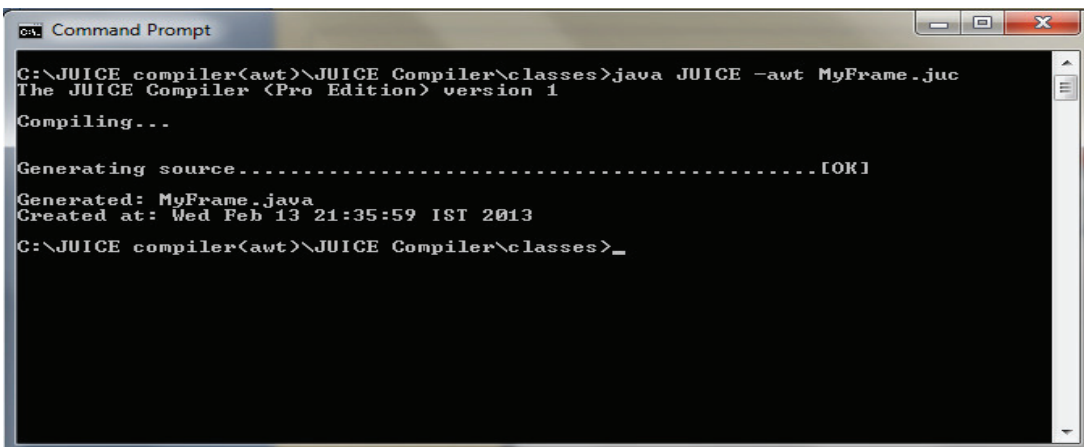 Command Prompt
C:\JUICE compiler(awt)\JUICE Compiler\classes>java JUICE -awt MyFrame.juc
The JUICE Compiler (Pro Edition) version 1
Compiling...
Generating source.............................................[OK]
Generated: MyFrame.java
Created at: Wed Feb 13 21:35:59 IST 2013
C:\JUICE compiler(awt)\JUICE Compiler\classes>_